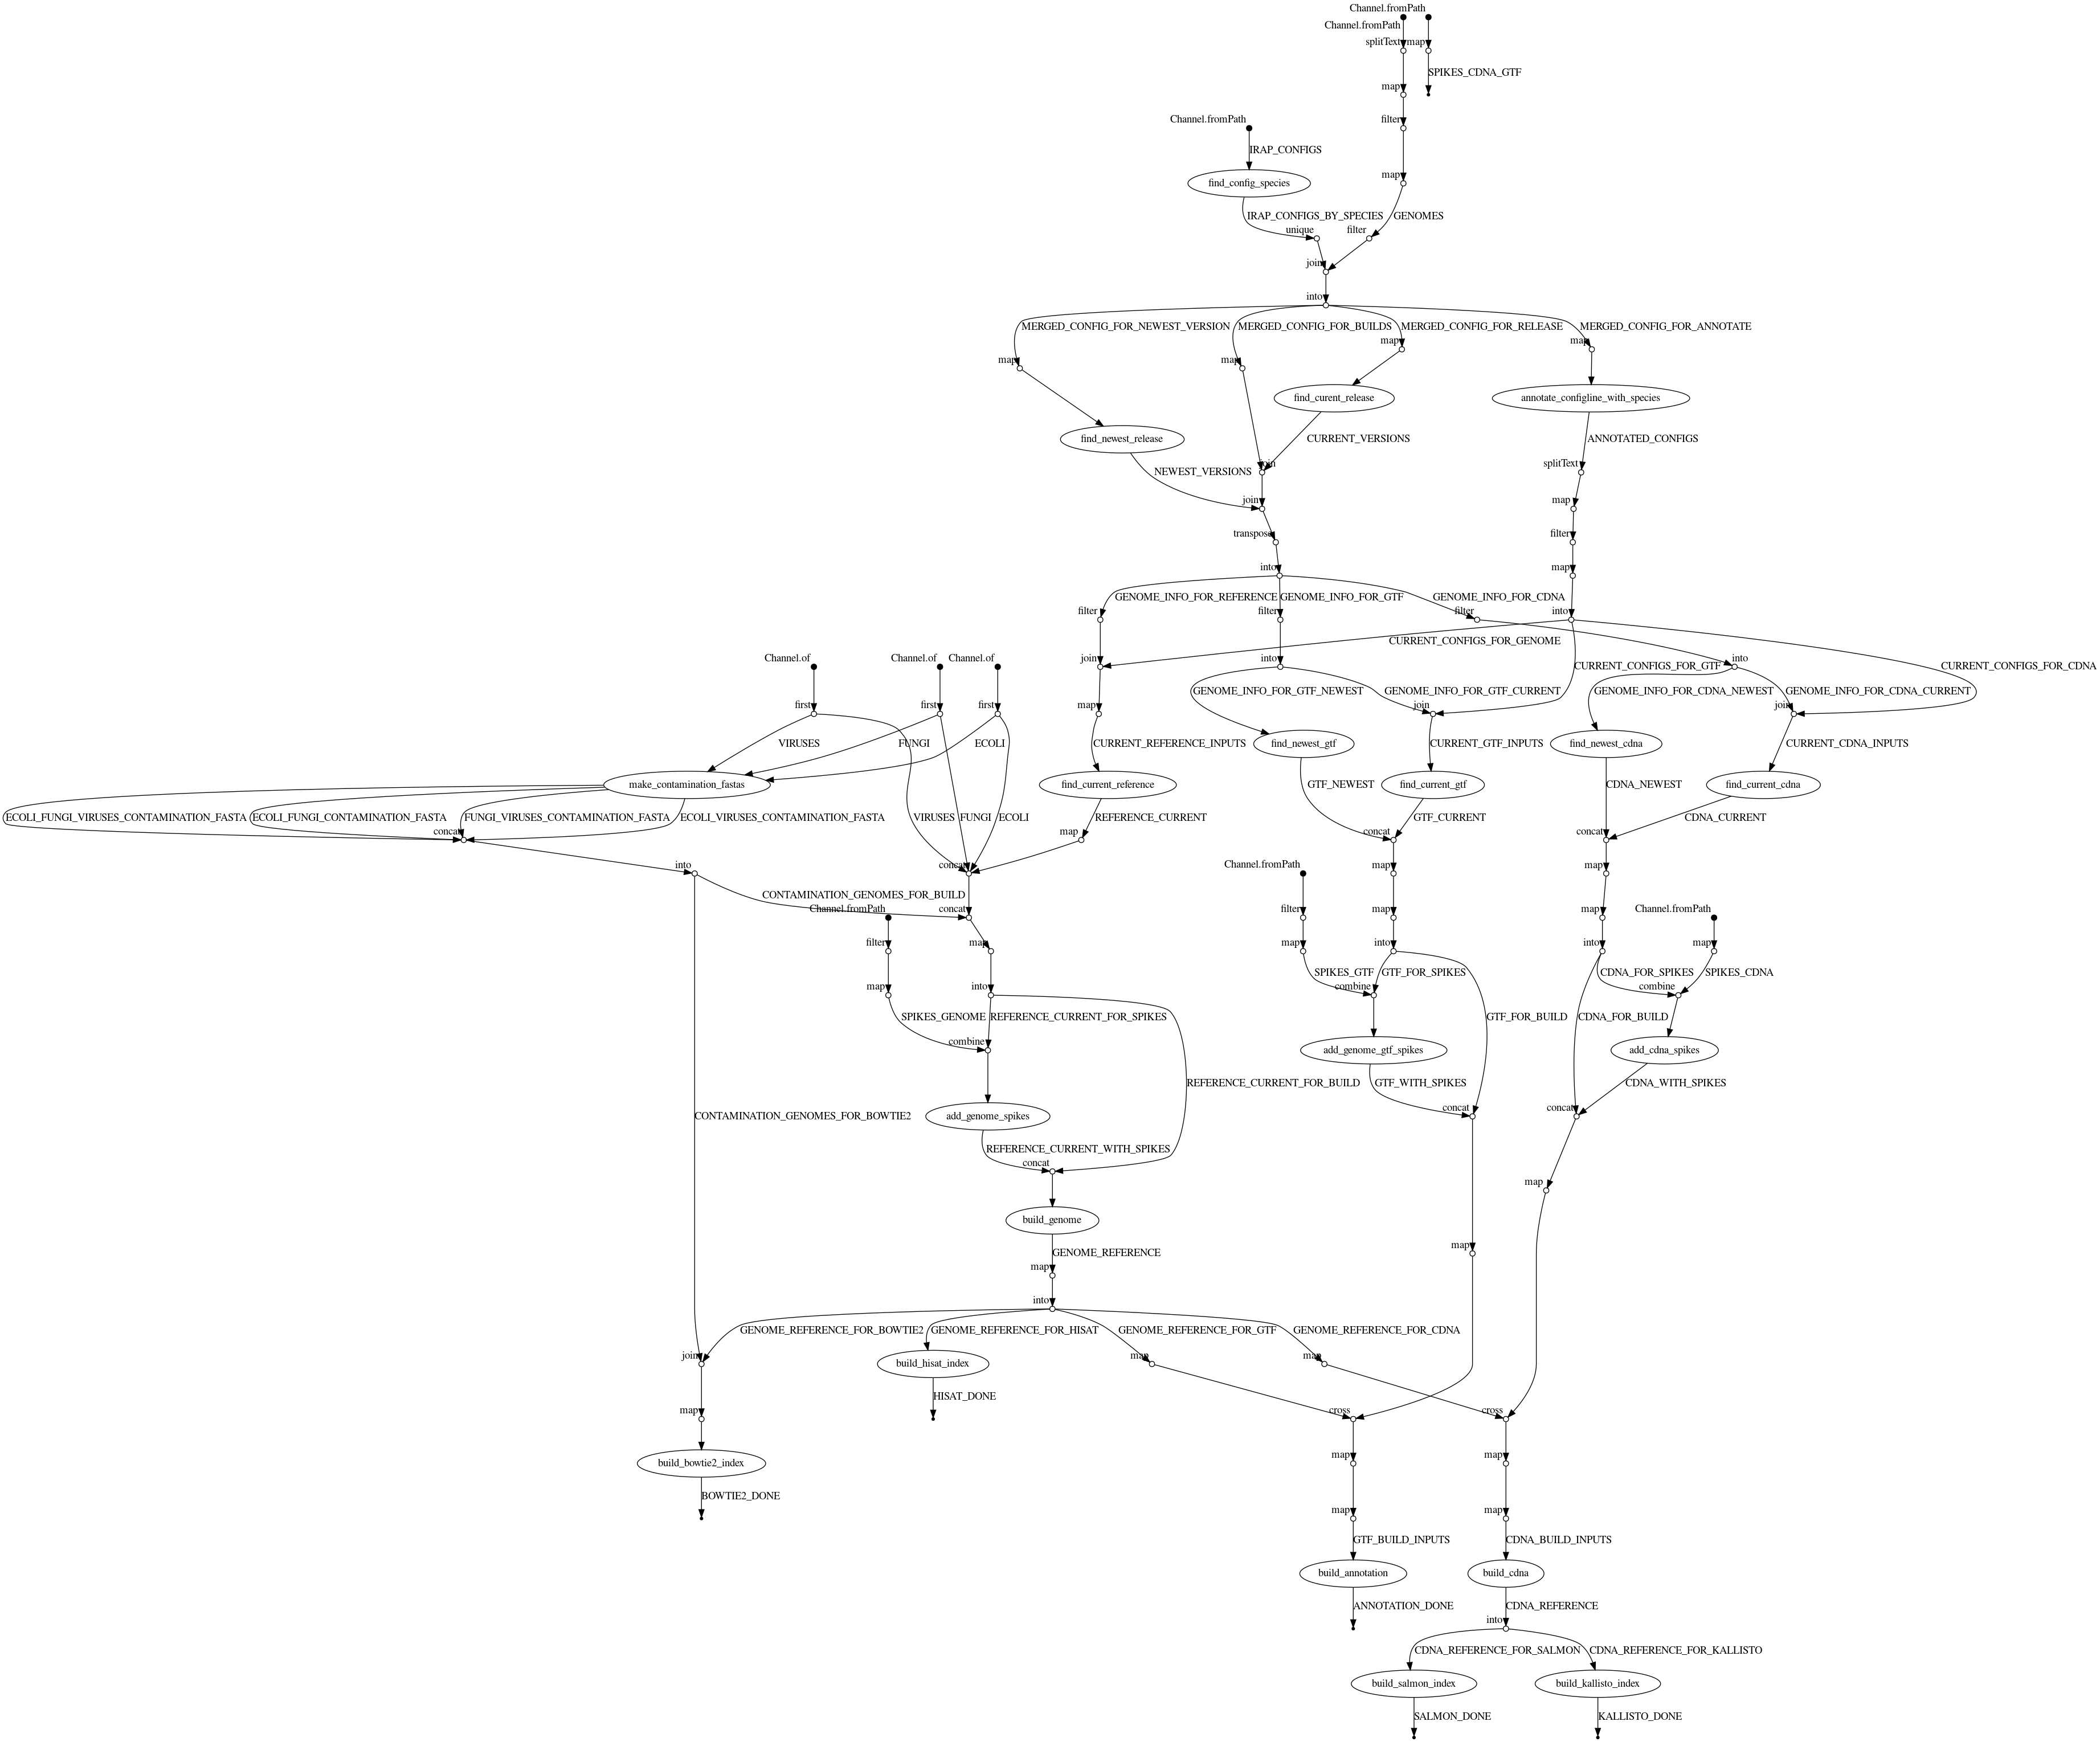 Channel.fromPath
Channel.fromPath
splitText
map
SPIKES_CDNA_GTF
map
filter
Channel.fromPath
IRAP_CONFIGS
map
find_config_species
IRAP_CONFIGS_BY_SPECIES
GENOMES
unique
filter
join
into
MERGED_CONFIG_FOR_NEWEST_VERSION
MERGED_CONFIG_FOR_BUILDS
MERGED_CONFIG_FOR_RELEASE
MERGED_CONFIG_FOR_ANNOTATE
map
map
map
map
find_curent_release
annotate_configline_with_species
find_newest_release
CURRENT_VERSIONS
ANNOTATED_CONFIGS
NEWEST_VERSIONS
join
splitText
join
map
transpose
filter
into
map
GENOME_INFO_FOR_REFERENCE
GENOME_INFO_FOR_GTF
GENOME_INFO_FOR_CDNA
filter
filter
filter
into
CURRENT_CONFIGS_FOR_GENOME
Channel.of
Channel.of
Channel.of
join
into
CURRENT_CONFIGS_FOR_GTF
into
CURRENT_CONFIGS_FOR_CDNA
GENOME_INFO_FOR_GTF_NEWEST
GENOME_INFO_FOR_GTF_CURRENT
GENOME_INFO_FOR_CDNA_NEWEST
GENOME_INFO_FOR_CDNA_CURRENT
first
first
first
map
join
join
VIRUSES
FUNGI
ECOLI
CURRENT_REFERENCE_INPUTS
find_newest_gtf
CURRENT_GTF_INPUTS
find_newest_cdna
CURRENT_CDNA_INPUTS
make_contamination_fastas
find_current_reference
GTF_NEWEST
find_current_gtf
CDNA_NEWEST
find_current_cdna
ECOLI_FUNGI_VIRUSES_CONTAMINATION_FASTA
ECOLI_FUNGI_CONTAMINATION_FASTA
FUNGI_VIRUSES_CONTAMINATION_FASTA
ECOLI_VIRUSES_CONTAMINATION_FASTA
VIRUSES
FUNGI
ECOLI
REFERENCE_CURRENT
GTF_CURRENT
CDNA_CURRENT
concat
map
concat
concat
into
concat
Channel.fromPath
map
map
CONTAMINATION_GENOMES_FOR_BUILD
Channel.fromPath
concat
filter
map
map
Channel.fromPath
filter
map
map
into
into
map
SPIKES_GTF
GTF_FOR_SPIKES
CDNA_FOR_SPIKES
SPIKES_CDNA
map
into
combine
combine
SPIKES_GENOME
REFERENCE_CURRENT_FOR_SPIKES
GTF_FOR_BUILD
CDNA_FOR_BUILD
combine
add_genome_gtf_spikes
add_cdna_spikes
REFERENCE_CURRENT_FOR_BUILD
GTF_WITH_SPIKES
CDNA_WITH_SPIKES
CONTAMINATION_GENOMES_FOR_BOWTIE2
add_genome_spikes
concat
concat
REFERENCE_CURRENT_WITH_SPIKES
concat
map
build_genome
GENOME_REFERENCE
map
map
into
GENOME_REFERENCE_FOR_BOWTIE2
GENOME_REFERENCE_FOR_HISAT
GENOME_REFERENCE_FOR_GTF
GENOME_REFERENCE_FOR_CDNA
join
build_hisat_index
map
map
HISAT_DONE
map
cross
cross
build_bowtie2_index
map
map
BOWTIE2_DONE
map
map
GTF_BUILD_INPUTS
CDNA_BUILD_INPUTS
build_annotation
build_cdna
ANNOTATION_DONE
CDNA_REFERENCE
into
CDNA_REFERENCE_FOR_SALMON
CDNA_REFERENCE_FOR_KALLISTO
build_salmon_index
build_kallisto_index
SALMON_DONE
KALLISTO_DONE